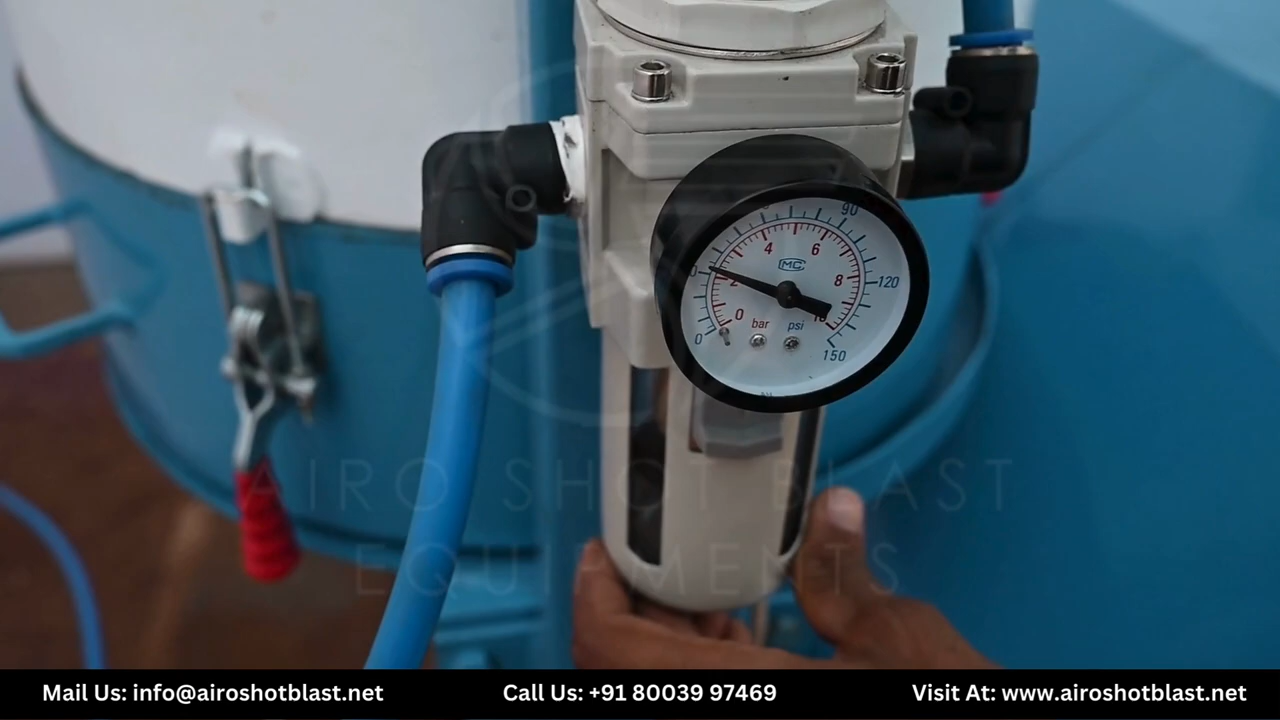 90
4 6
MC
2 8 120
0 bar psi 10
0 150
AIRO SHOT BLAST
EQUIPMENTS
Mail Us: info@airoshotblast.net
Call Us: +91 80039 97469
Visit At: www.airoshotblast.net